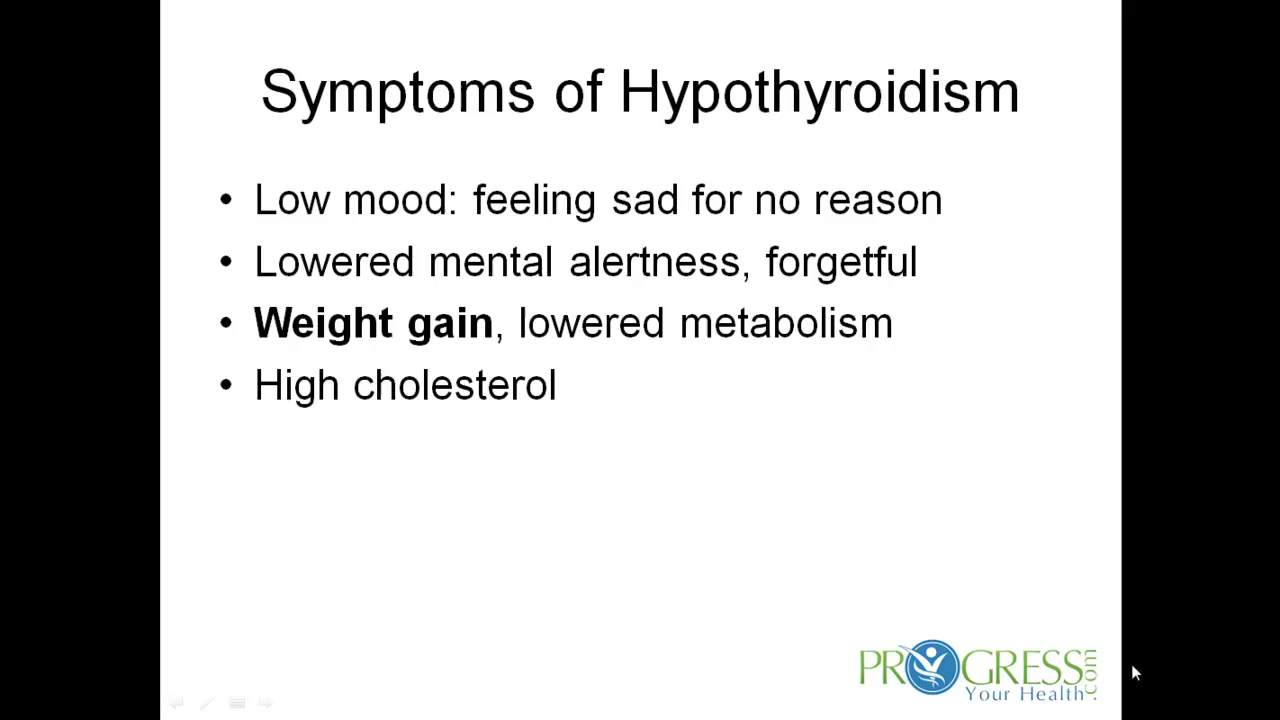 Symptoms of Hypothyroidism
• Low mood: feeling sad for no reason
• Lowered mental alertness, forgetful
• Weight gain, lowered metabolism
• High cholesterol
PROGRESS.com
Your Health